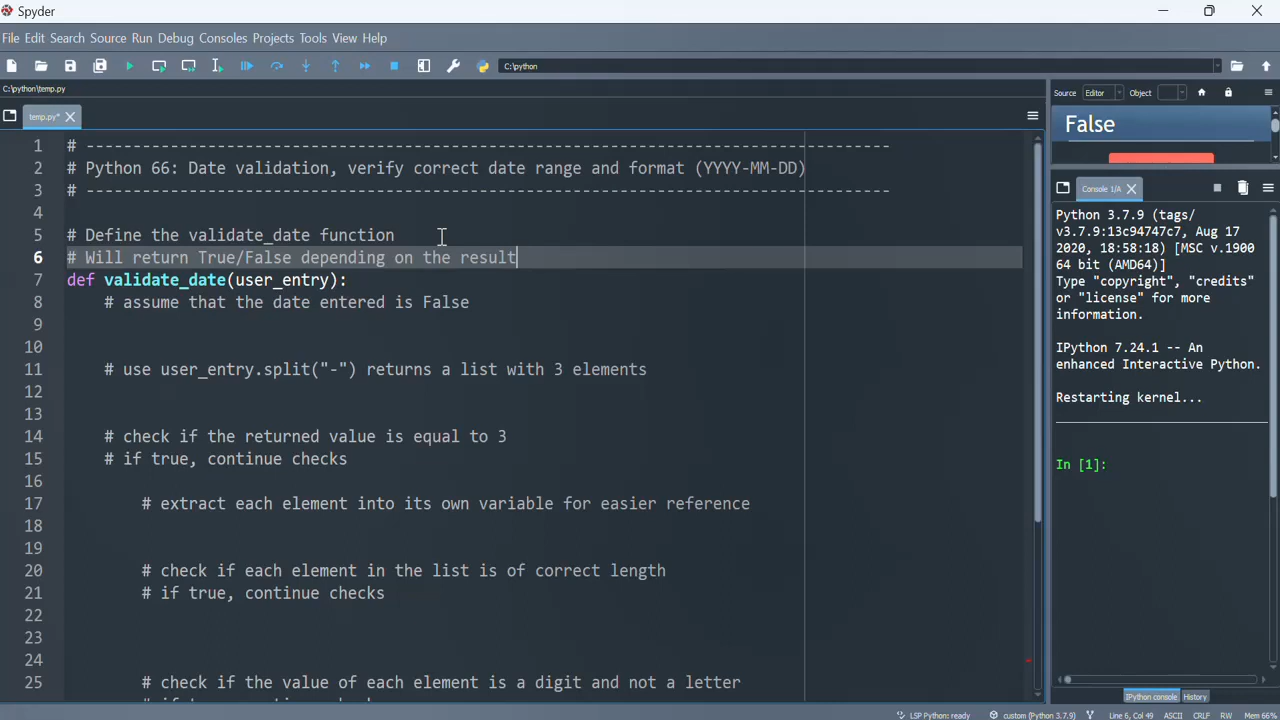 Spyder
File Edit Search Source Run Debug Consoles Projects Tools View Help
C:\python
C:\python\temp.py
temp.py*
1 # --------------------------------------------------------------------------------------
2 # Python 66: Date validation, verify correct date range and format (YYYY-MM-DD)
3 # --------------------------------------------------------------------------------------
4
5 # Define the validate_date function
6 # Will return True/False depending on the result
7 def validate_date(user_entry):
8 # assume that the date entered is False
9
10
11 # use user_entry.split("-") returns a list with 3 elements
12
13
14 # check if the returned value is equal to 3
15 # if true, continue checks
16
17 # extract each element into its own variable for easier reference
18
19
20 # check if each element in the list is of correct length
21 # if true, continue checks
22
23
24
25 # check if the value of each element is a digit and not a letter
Source Editor Object
False
Console 1/A
Python 3.7.9 (tags/
v3.7.9:13c94747c7, Aug 17
2020, 18:58:18) [MSC v.1900
64 bit (AMD64)]
Type "copyright", "credits"
or "license" for more
information.
IPython 7.24.1 -- An
enhanced Interactive Python.
Restarting kernel...
In [1]:
IPython console History
LSP Python: ready custom (Python 3.7.9) Line 6, Col 49 ASCII CRLF RW Mem 66%